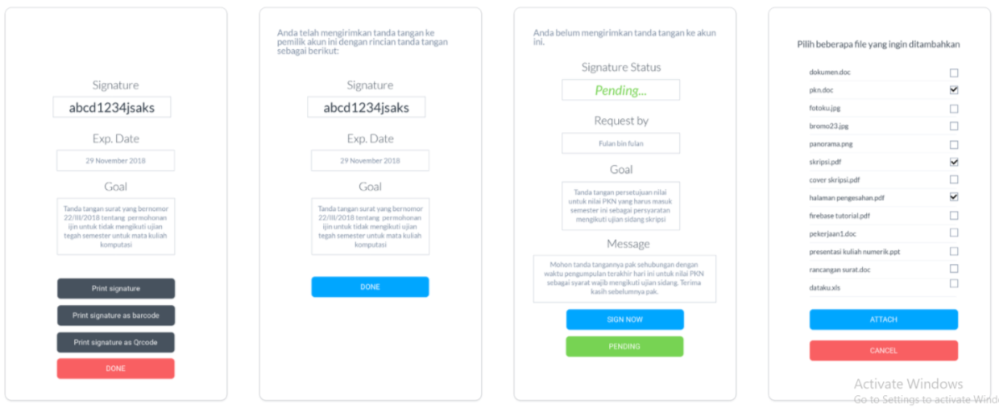 Signature
abcd1234jsaks
Exp. Date
29 November 2018
Goal
Tanda tangan surat yang bernomor
22/III/2018 tentang permohonan
ijin untuk tidak mengikuti ujian
tegah semester untuk mata kuliah
komputasi
Print signature
Print signature as barcode
Print signature as Qrcode
DONE
Anda telah mengirimkan tanda tangan ke
pemilik akun ini dengan rincian tanda tangan
sebagai berikut:
Signature
abcd1234jsaks
Exp. Date
29 November 2018
Goal
Tanda tangan surat yang bernomor
22/III/2018 tentang permohonan
ijin untuk tidak mengikuti ujian
tegah semester untuk mata kuliah
komputasi
DONE
Anda belum mengirimkan tanda tangan ke akun
ini.
Signature Status
Pending...
Request by
Fulan bin fulan
Goal
Tanda tangan persetujuan nilai
untuk nilai PKN yang harus masuk
semester ini sebagai persyaratan
mengikuti ujian sidang skripsi
Message
Mohon tanda tangannya pak sehubungan dengan
waktu pengumpulan terakhir hari ini untuk nilai PKN
sebagai syarat wajib mengikuti ujian sidang. Terima
kasih sebelumnya pak.
SIGN NOW
PENDING
Pilih beberapa file yang ingin ditambahkan
dokumen.doc
pkn.doc
fotoku.jpg
bromo23.jpg
panorama.png
skripsi.pdf
cover skripsi.pdf
halaman pengesahan.pdf
firebase tutorial.pdf
pekerjaan1.doc
presentasi kuliah numerik.ppt
rancangan surat.doc
dataku.xls
ATTACH
CANCEL
Activate Windows
Go to Settings to activate Wind